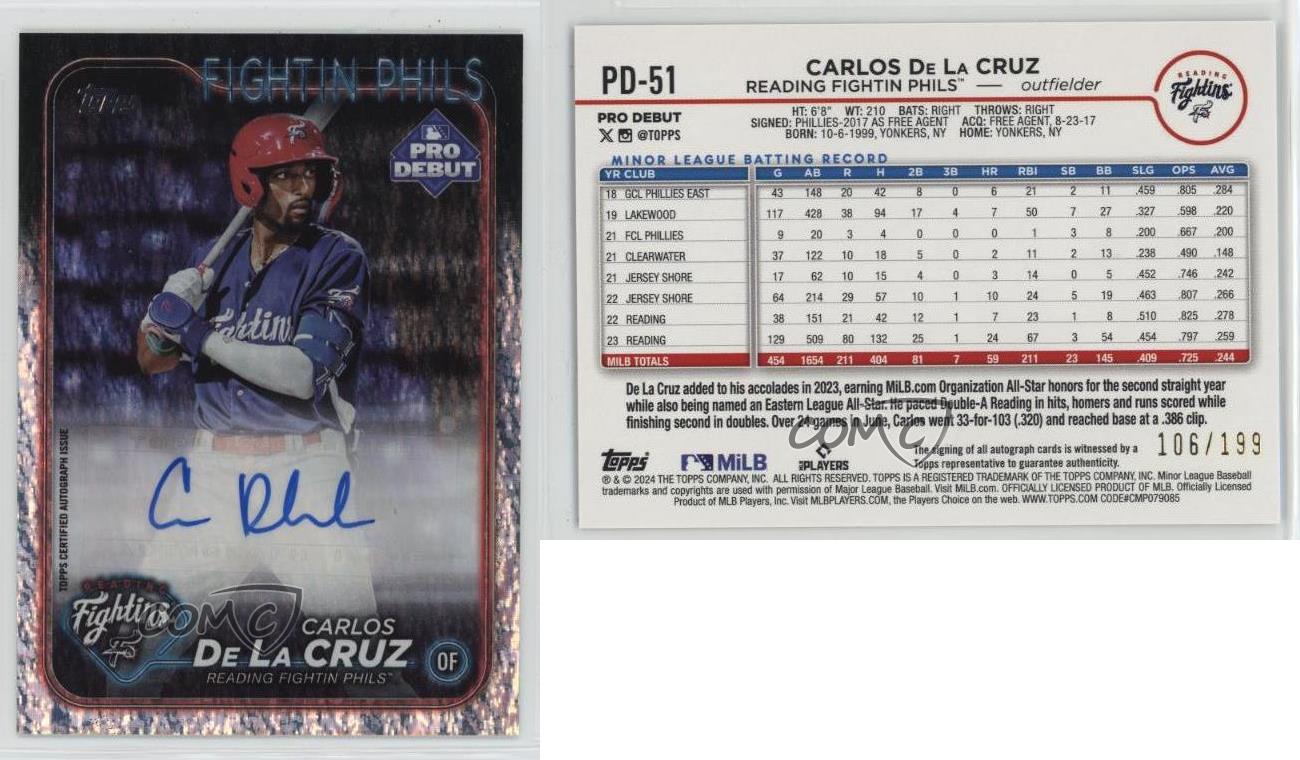 FIGHTIN PHILS
Topps
PRO
DEBUT
Fightins
TOPPS CERTIFIED AUTOGRAPH ISSUE
READING
Fightins
COMC
CARLOS
DE LA CRUZ
OF
READING FIGHTIN PHILS™
PD-51
CARLOS DE LA CRUZ
READING FIGHTIN PHILS™ — outfielder
READING
Fightins
PRO DEBUT
X @TOPPS
HT: 6'8" WT: 210 BATS: RIGHT THROWS: RIGHT
SIGNED: PHILLIES-2017 AS FREE AGENT ACQ: FREE AGENT, 8-23-17
BORN: 10-6-1999, YONKERS, NY HOME: YONKERS, NY
MINOR LEAGUE BATTING RECORD
YR CLUB G AB R H 2B 3B HR RBI SB BB SLG OPS AVG
18 GCL PHILLIES EAST 43 148 20 42 8 0 6 21 2 11 .459 .805 .284
19 LAKEWOOD 117 428 38 94 17 4 7 50 7 27 .327 .598 .220
21 FCL PHILLIES 9 20 3 4 0 0 0 1 3 8 .200 .667 .200
21 CLEARWATER 37 122 10 18 5 0 2 11 2 13 .238 .490 .148
21 JERSEY SHORE 17 62 10 15 4 0 3 14 0 5 .452 .746 .242
22 JERSEY SHORE 64 214 29 57 10 1 10 24 5 19 .463 .807 .266
22 READING 38 151 21 42 12 1 7 23 1 8 .510 .825 .278
23 READING 129 509 80 132 25 1 24 67 3 54 .454 .797 .259
MILB TOTALS 454 1654 211 404 81 7 59 211 23 145 .409 .725 .244
De La Cruz added to his accolades in 2023, earning MiLB.com Organization All-Star honors for the second straight year
while also being named an Eastern League All-Star. He paced Double-A Reading in hits, homers and runs scored while
finishing second in doubles. Over 24 games in June, Carlos went 33-for-103 (.320) and reached base at a .386 clip.
COMC
Topps MiLB PLAYERS
The signing of all autograph cards is witnessed by a
Topps representative to guarantee authenticity.
106/199
® & © 2024 THE TOPPS COMPANY, INC. ALL RIGHTS RESERVED. TOPPS IS A REGISTERED TRADEMARK OF THE TOPPS COMPANY, INC. Minor League Baseball
trademarks and copyrights are used with permission of Major League Baseball. Visit MiLB.com. OFFICIALLY LICENSED PRODUCT OF MLB. Officially Licensed
Product of MLB Players, Inc. Visit MLBPLAYERS.COM, the Players Choice on the web. WWW.TOPPS.COM CODE#CMP079085